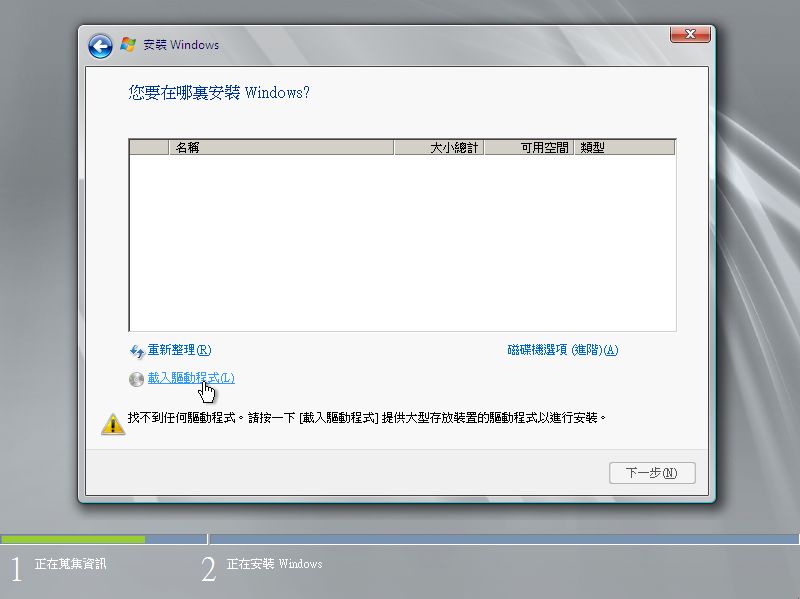 安裝 Windows
您要在哪裏安裝 Windows?
名稱 大小總計 可用空間 類型
重新整理(R) 磁碟機選項 (進階)(A)
載入驅動程式(L)
找不到任何驅動程式。請按一下 [載入驅動程式] 提供大型存放裝置的驅動程式以進行安裝。
下一步(N)
1 正在蒐集資訊 2 正在安裝 Windows